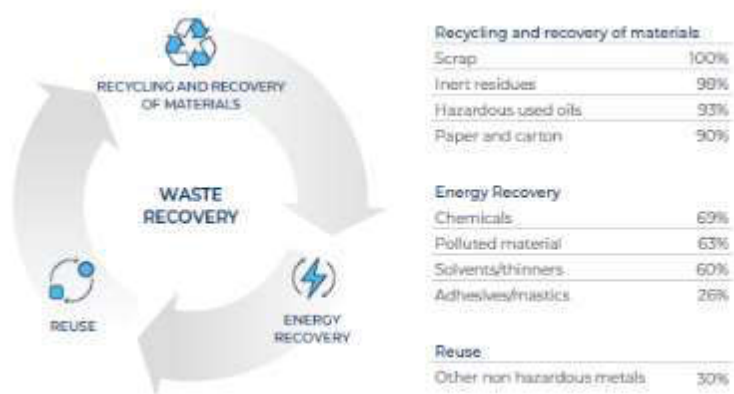 RECYCLING AND RECOVERY
OF MATERIALS
WASTE
RECOVERY
REUSE
ENERGY
RECOVERY
Recycling and recovery of materials
Scrap 100%
Inert residues 98%
Hazardous used oils 93%
Paper and carton 90%
Energy Recovery
Chemicals 69%
Polluted material 63%
Solvents/thinners 60%
Adhesives/mastics 26%
Reuse
Other non hazardous metals 30%